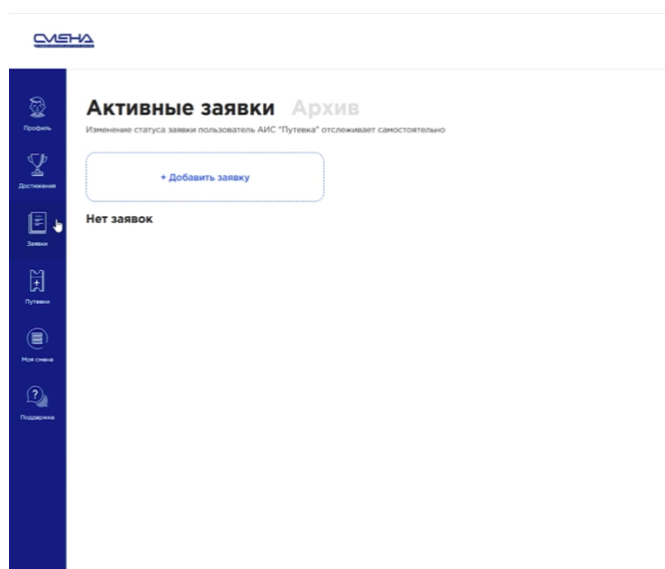 СМЕНА
Активные заявки Архив
Изменение статуса заявки пользователь АИС "Путевка" отслеживает самостоятельно
+ Добавить заявку
Нет заявок
Профиль
Достижения
Заявки
Путевки
Моя смена
Поддержка